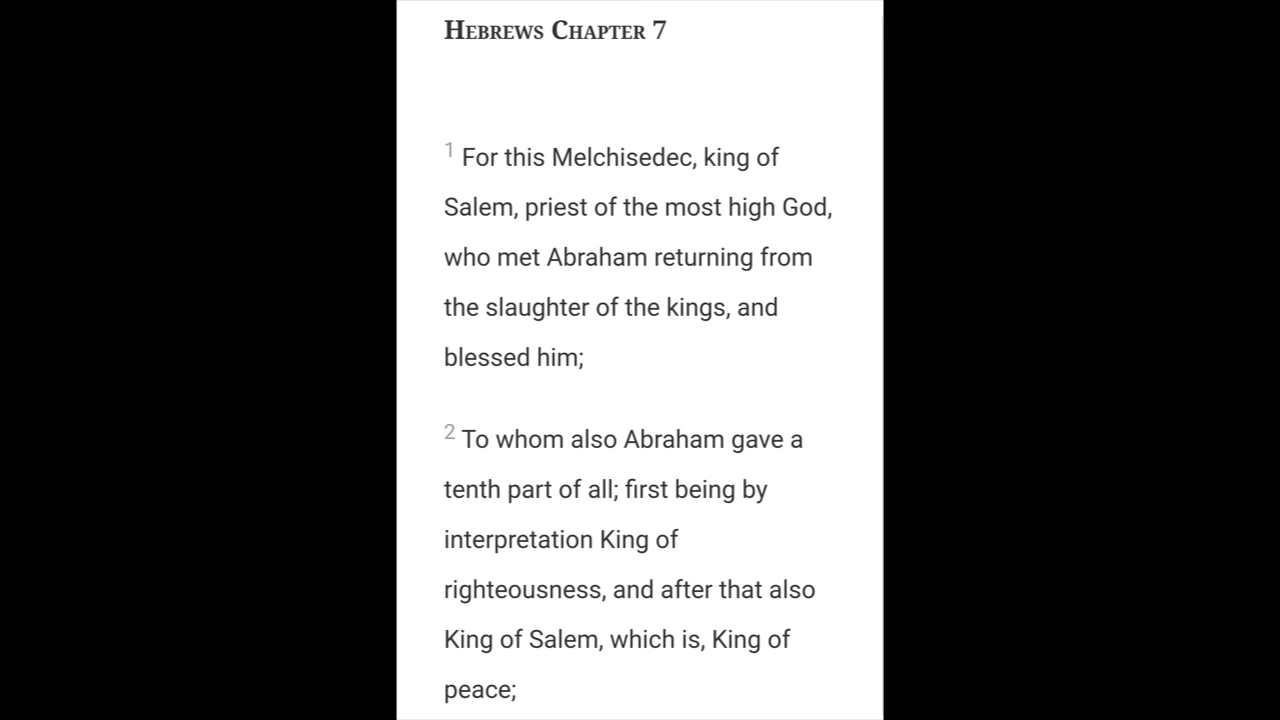 Hebrews Chapter 7
1 For this Melchisedec, king of
Salem, priest of the most high God,
who met Abraham returning from
the slaughter of the kings, and
blessed him;
2 To whom also Abraham gave a
tenth part of all; first being by
interpretation King of
righteousness, and after that also
King of Salem, which is, King of
peace;